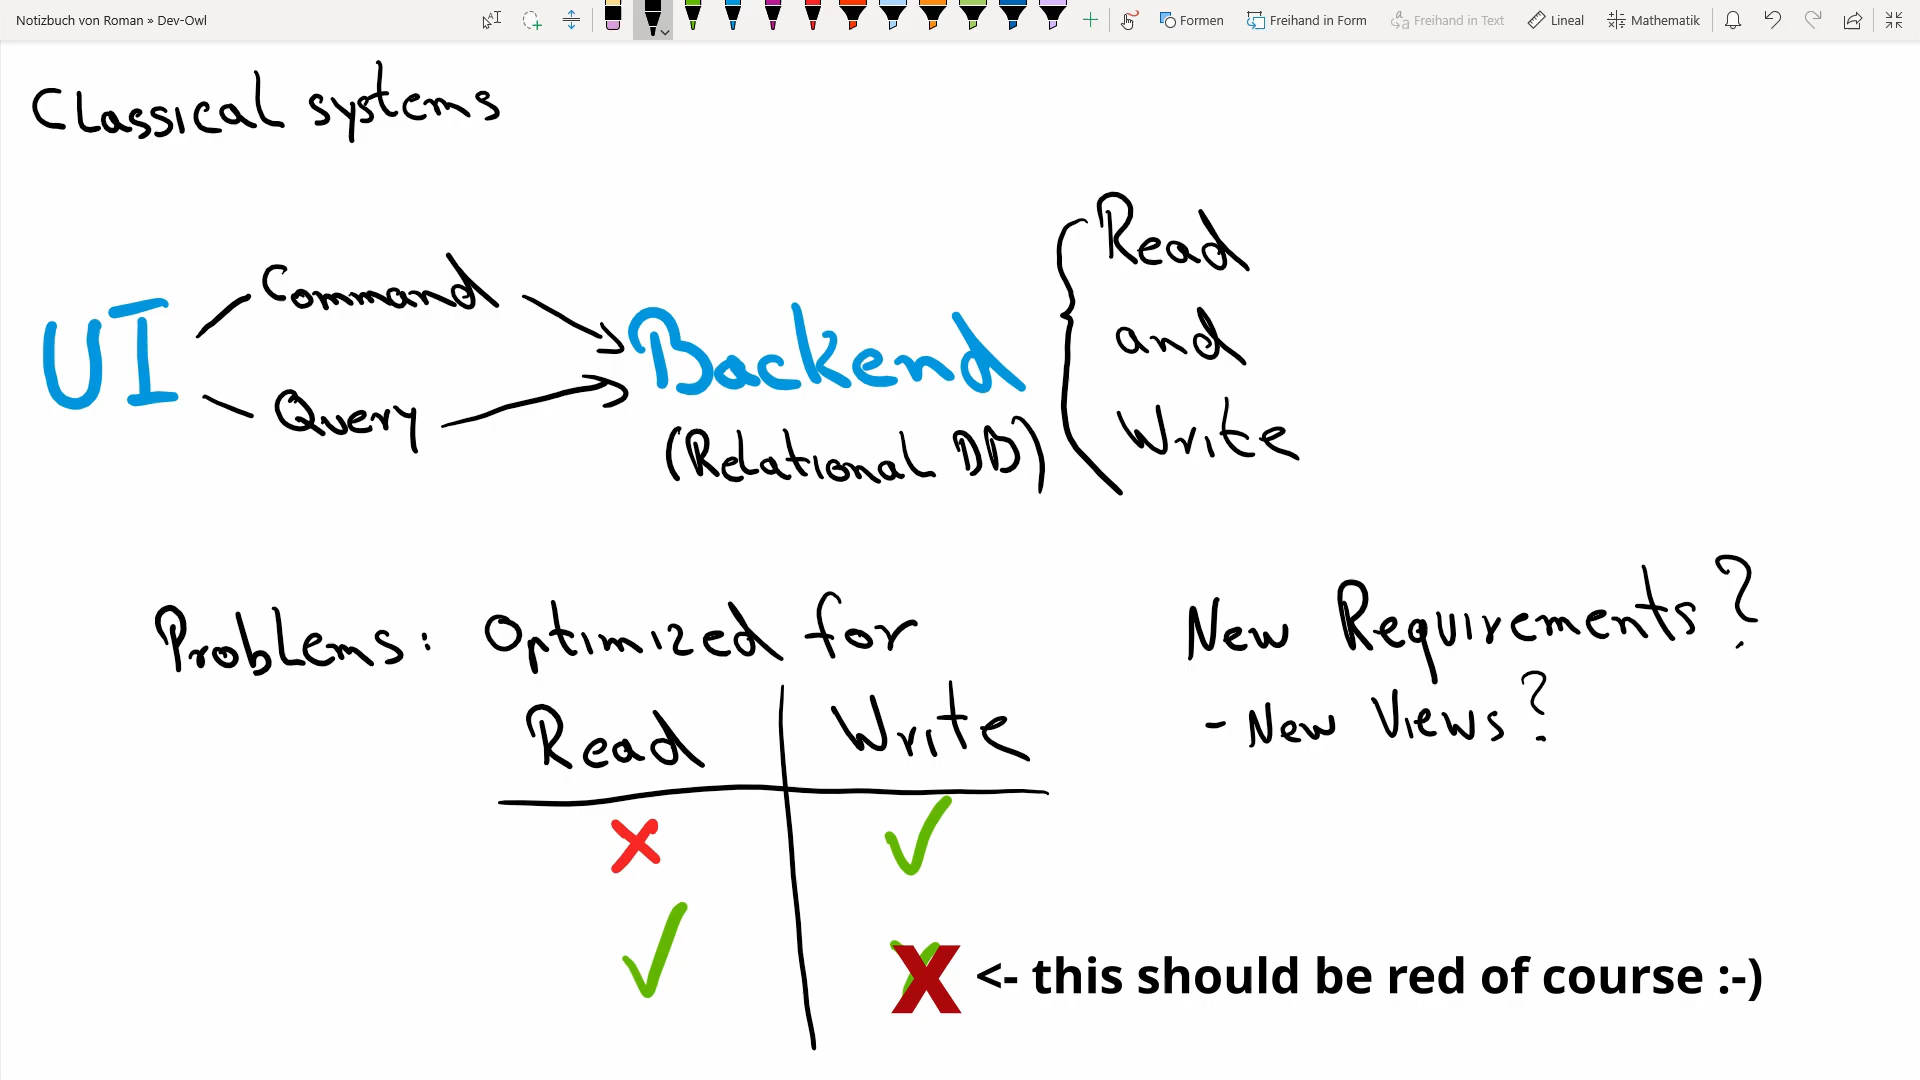 Notizbuch von Roman » Dev-Owl
Formen
Freihand in Form
Freihand in Text
Lineal
Mathematik
Classical systems
UI
Command
Query
Backend
(Relational DB)
Read
and
Write
Problems: Optimized for
Read Write
X ✓
✓ X <- this should be red of course :-)
New Requirements?
- New Views?